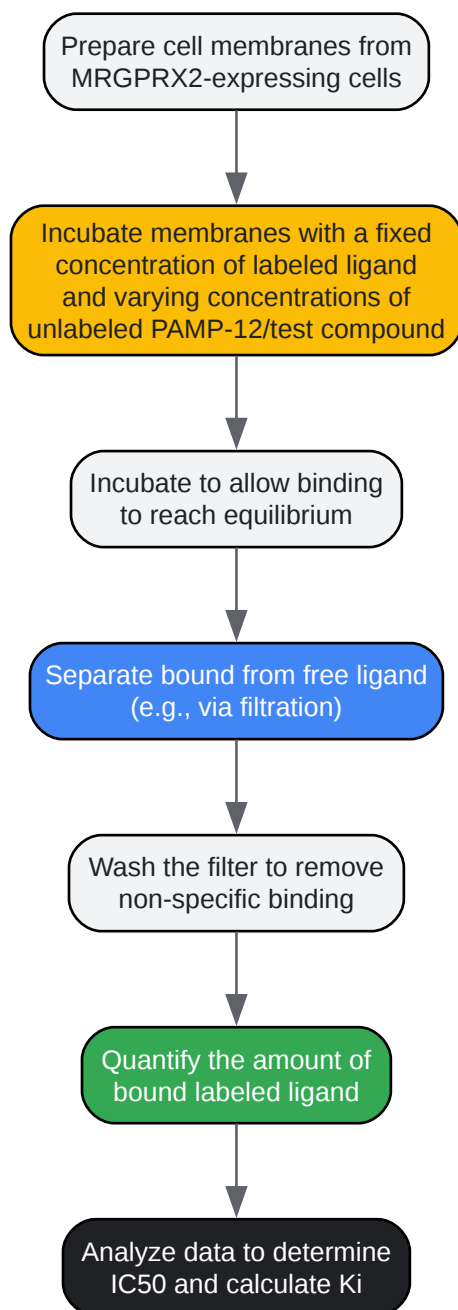 Prepare cell membranes from
MRGPRX2-expressing cells
Incubate membranes with a fixed
concentration of labeled ligand
and varying concentrations of
unlabeled PAMP-12/test compound
Incubate to allow binding
to reach equilibrium
Separate bound from free ligand
(e.g., via filtration)
Wash the filter to remove
non-specific binding
Quantify the amount of
bound labeled ligand
Analyze data to determine
IC50 and calculate Ki